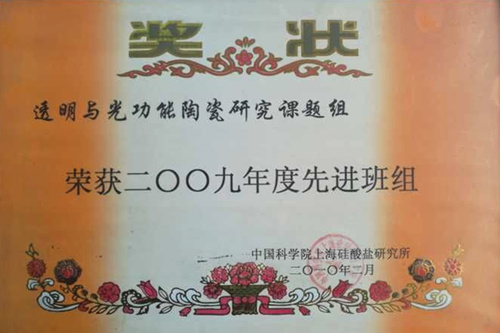 奖状
透明与光功能陶瓷研究课题组
荣获二〇〇九年度先进班组
中国科学院上海硅酸盐研究所
二〇一〇年二月